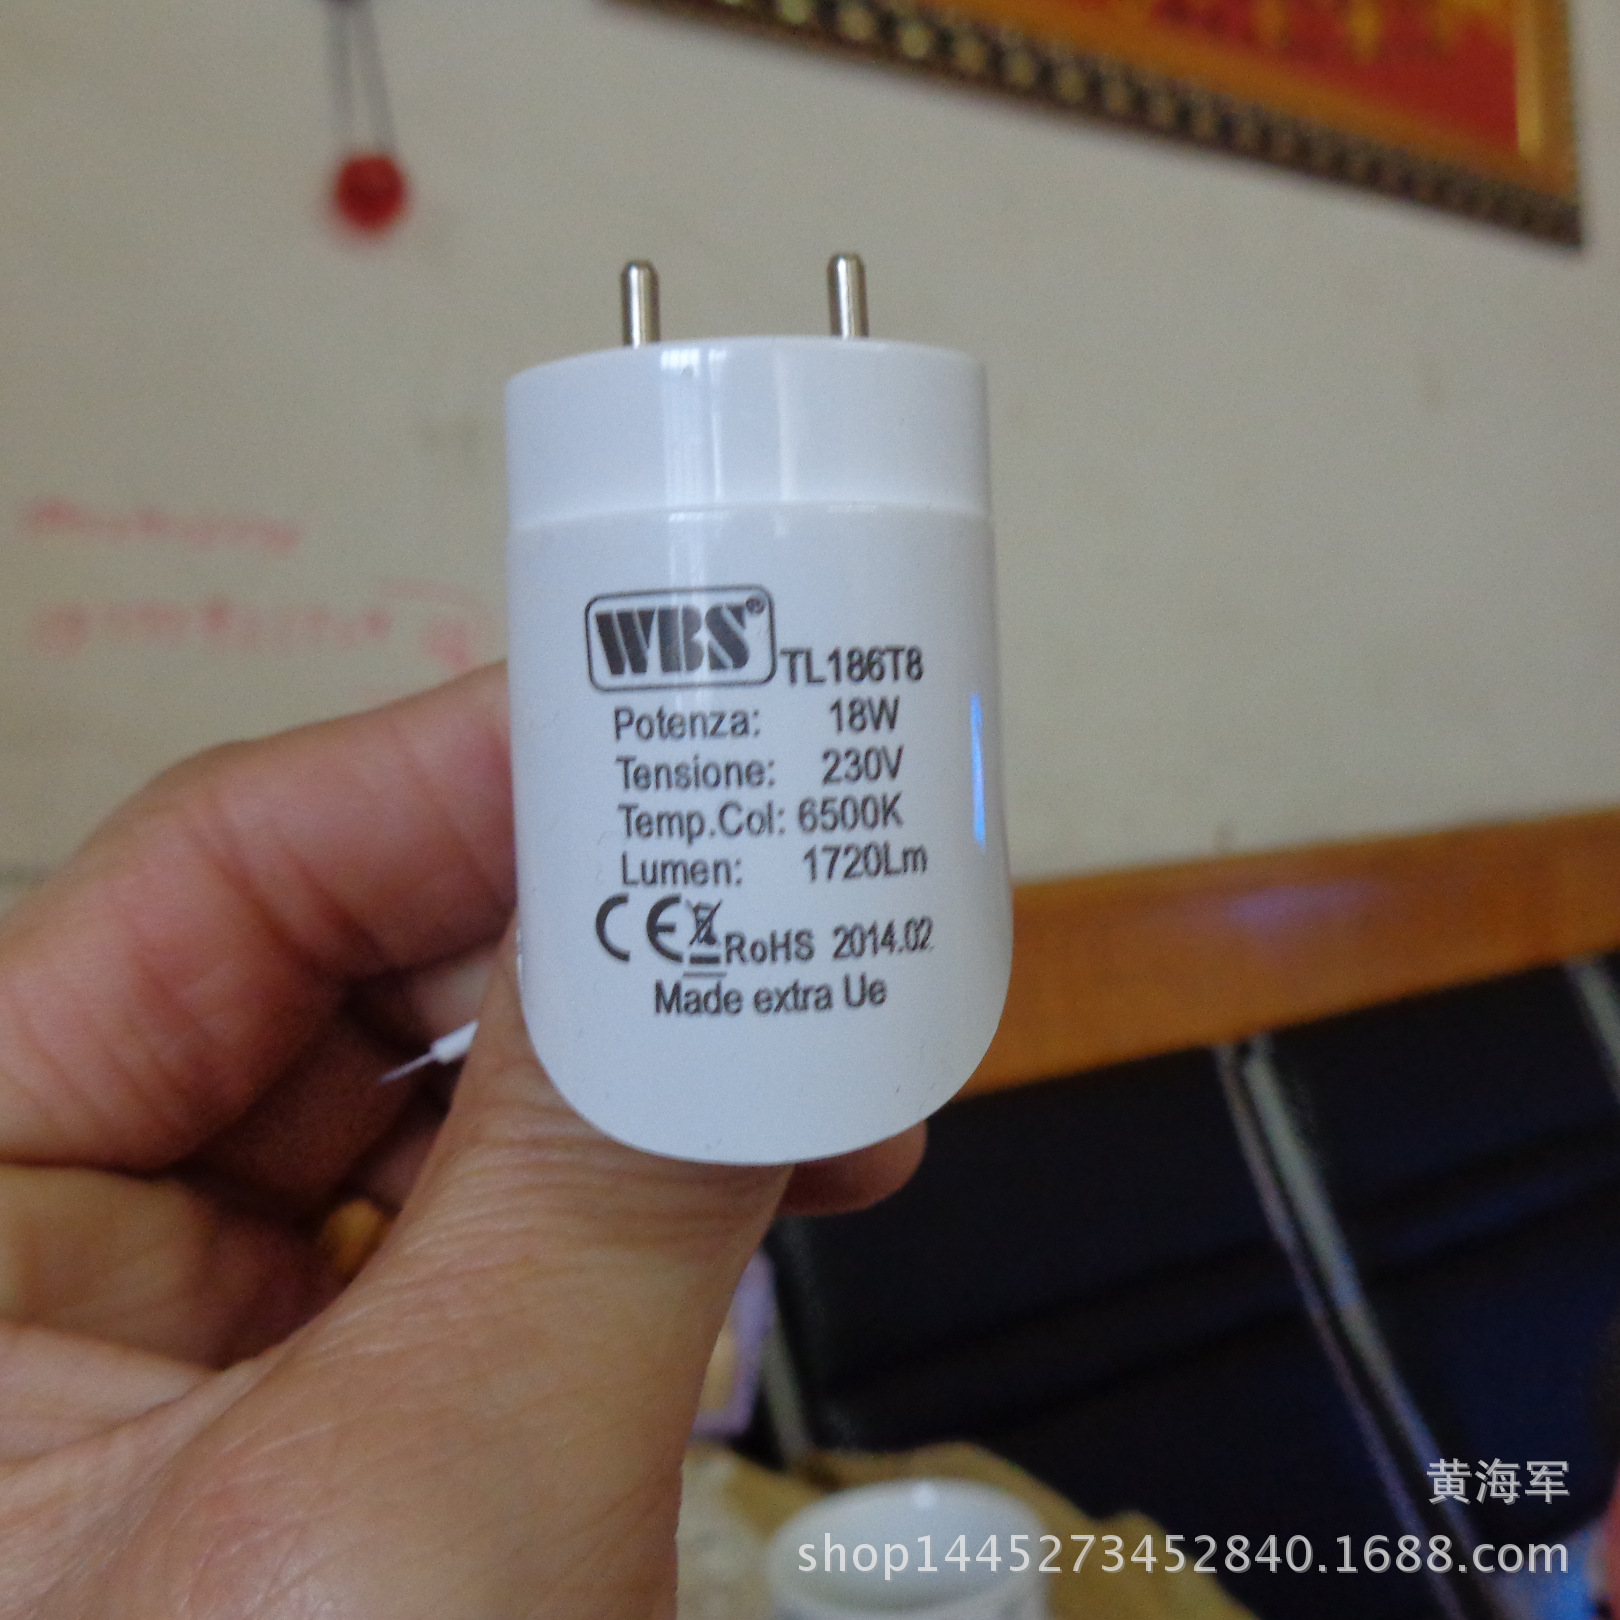 WBS® TL186T8
Potenza: 18W
Tensione: 230V
Temp.Col: 6500K
Lumen: 1720Lm
CE RoHS 2014.02
Made extra Ue
黄海军
shop1445273452840.1688.com